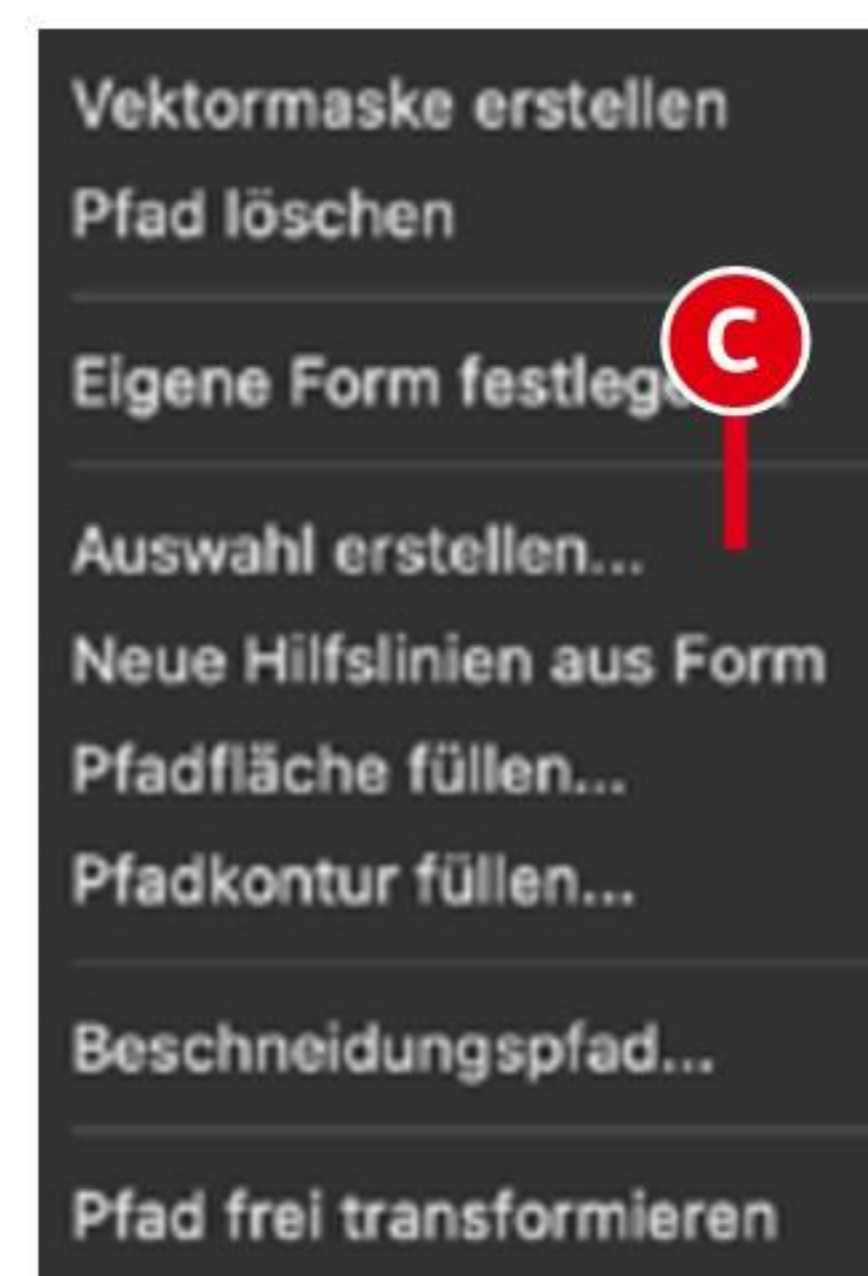 Vektormaske erstellen
Pfad löschen
C
Eigene Form
Auswahl erstellen...
Neue Hilfslinien aus Form
Pfadfläche füllen...
Pfadkontur füllen...
Beschneidungspfad...
Pfad frei transformieren